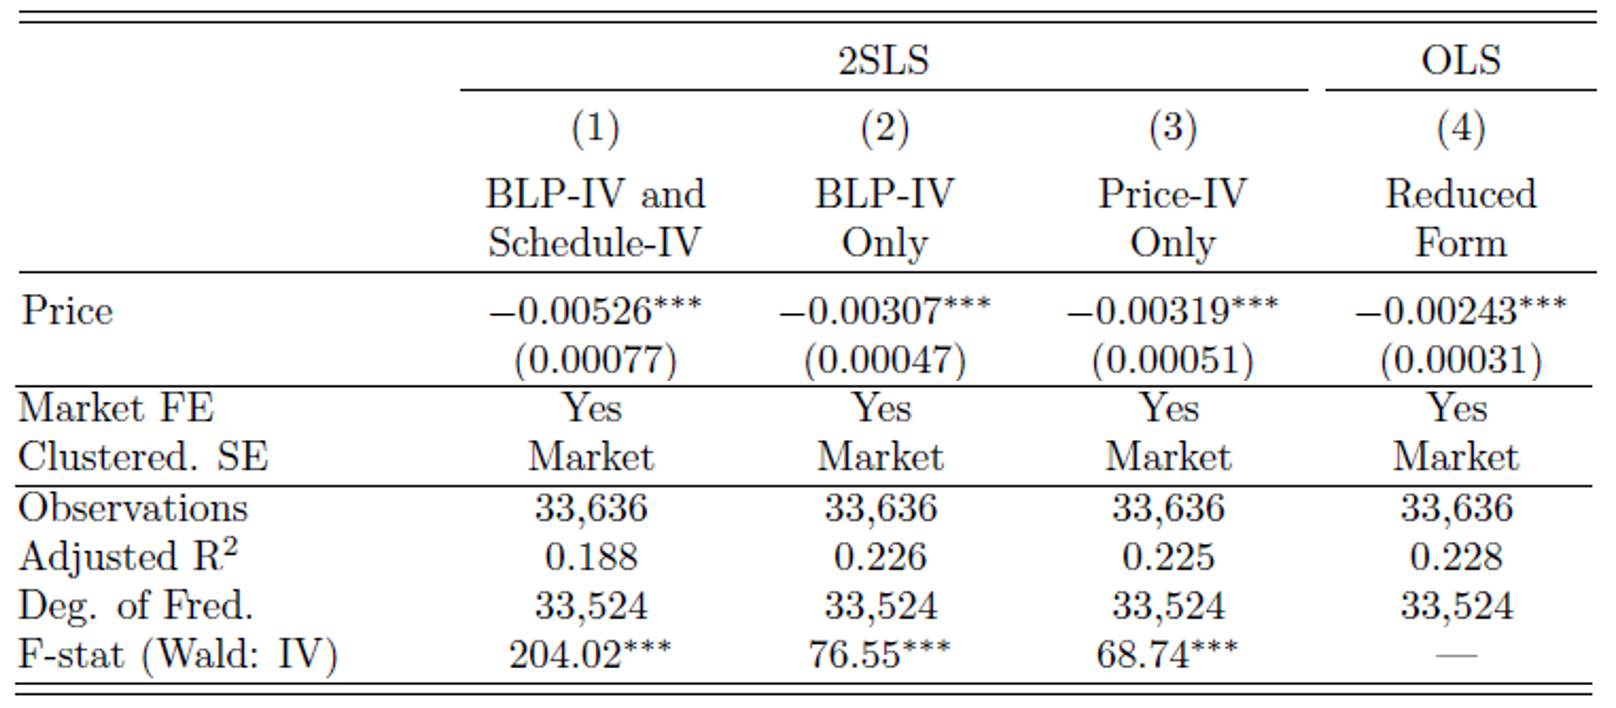 2SLS OLS
(1) (2) (3) (4)
BLP-IV and BLP-IV Price-IV Reduced
Schedule-IV Only Only Form
Price −0.00526*** −0.00307*** −0.00319*** −0.00243***
(0.00077) (0.00047) (0.00051) (0.00031)
Market FE Yes Yes Yes Yes
Clustered. SE Market Market Market Market
Observations 33,636 33,636 33,636 33,636
Adjusted R² 0.188 0.226 0.225 0.228
Deg. of Fred. 33,524 33,524 33,524 33,524
F-stat (Wald: IV) 204.02*** 76.55*** 68.74*** —